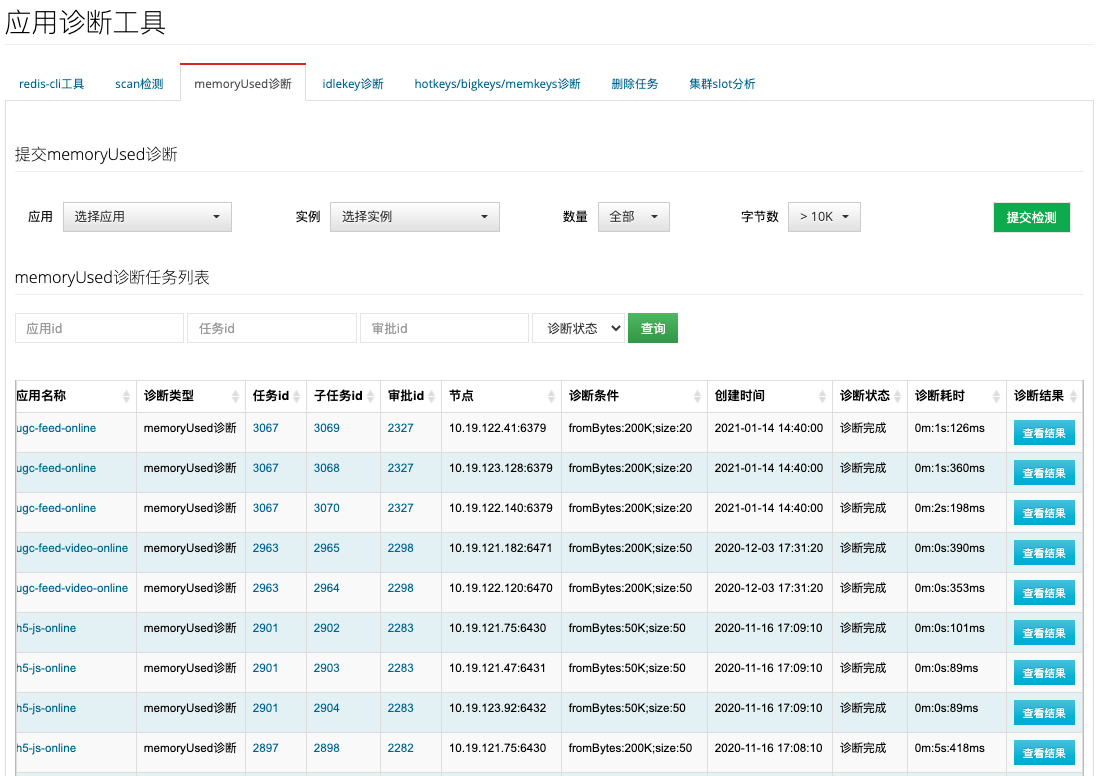 应用诊断工具
redis-cli工具 scan检测 memoryUsed诊断 idlekey诊断 hotkeys/bigkeys/memkeys诊断 删除任务 集群slot分析
提交memoryUsed诊断
应用 选择应用 实例 选择实例 数量 全部 字节数 > 10K 提交检测
memoryUsed诊断任务列表
应用id 任务id 审批id 诊断状态 查询
应用名称 诊断类型 任务id 子任务id 审批id 节点 诊断条件 创建时间 诊断状态 诊断耗时 诊断结果
ugc-feed-online memoryUsed诊断 3067 3069 2327 10.19.122.41:6379 fromBytes:200K;size:20 2021-01-14 14:40:00 诊断完成 0m:1s:126ms 查看结果
ugc-feed-online memoryUsed诊断 3067 3068 2327 10.19.123.128:6379 fromBytes:200K;size:20 2021-01-14 14:40:00 诊断完成 0m:1s:360ms 查看结果
ugc-feed-online memoryUsed诊断 3067 3070 2327 10.19.122.140:6379 fromBytes:200K;size:20 2021-01-14 14:40:00 诊断完成 0m:2s:198ms 查看结果
ugc-feed-video-online memoryUsed诊断 2963 2965 2298 10.19.121.182:6471 fromBytes:200K;size:50 2020-12-03 17:31:20 诊断完成 0m:0s:390ms 查看结果
ugc-feed-video-online memoryUsed诊断 2963 2964 2298 10.19.122.120:6470 fromBytes:200K;size:50 2020-12-03 17:31:20 诊断完成 0m:0s:353ms 查看结果
h5-js-online memoryUsed诊断 2901 2902 2283 10.19.121.75:6430 fromBytes:50K;size:50 2020-11-16 17:09:10 诊断完成 0m:0s:101ms 查看结果
h5-js-online memoryUsed诊断 2901 2903 2283 10.19.121.47:6431 fromBytes:50K;size:50 2020-11-16 17:09:10 诊断完成 0m:0s:89ms 查看结果
h5-js-online memoryUsed诊断 2901 2904 2283 10.19.123.92:6432 fromBytes:50K;size:50 2020-11-16 17:09:10 诊断完成 0m:0s:89ms 查看结果
h5-js-online memoryUsed诊断 2897 2898 2282 10.19.121.75:6430 fromBytes:200K;size:50 2020-11-16 17:08:10 诊断完成 0m:5s:418ms 查看结果